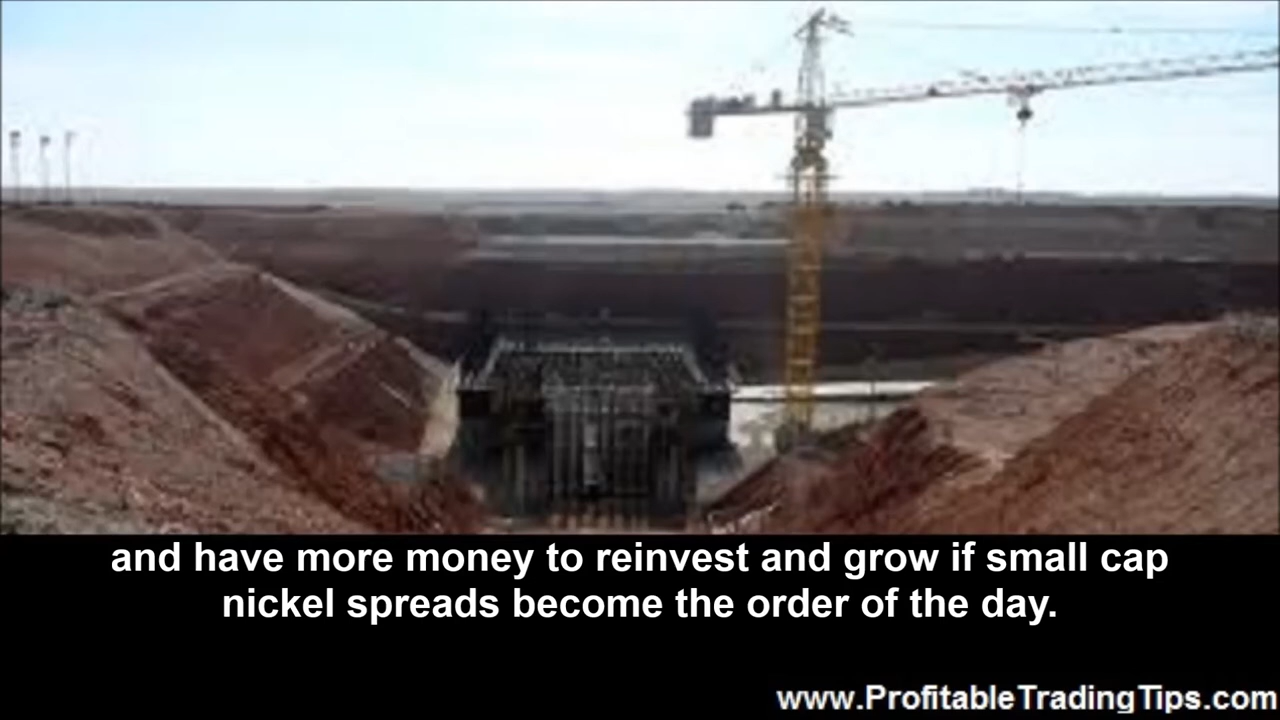 and have more money to reinvest and grow if small cap
nickel spreads become the order of the day.
www.ProfitableTradingTips.com